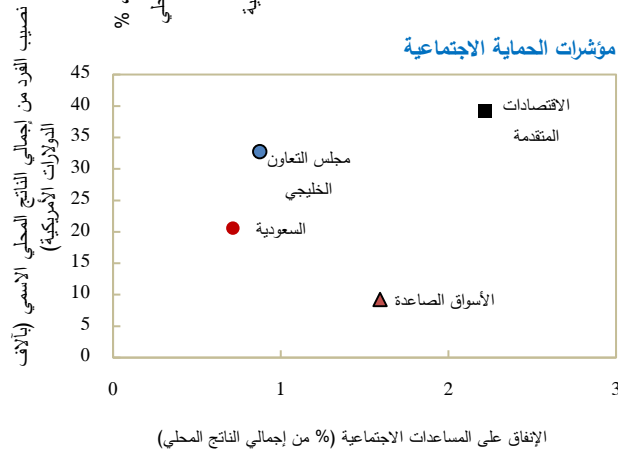 % 
حلي
ية
مؤشرات الحماية الاجتماعية
نصيب الفرد من إجمالي الناتج المحلي الاسمي (بآلاف
الدولارات الأمريكية)
45
40
35
30
25
20
15
10
5
0
الاقتصادات
المتقدمة
مجلس التعاون
الخليجي
السعودية
الأسواق الصاعدة
0
1
2
3
الإنفاق على المساعدات الاجتماعية (% من إجمالي الناتج المحلي)